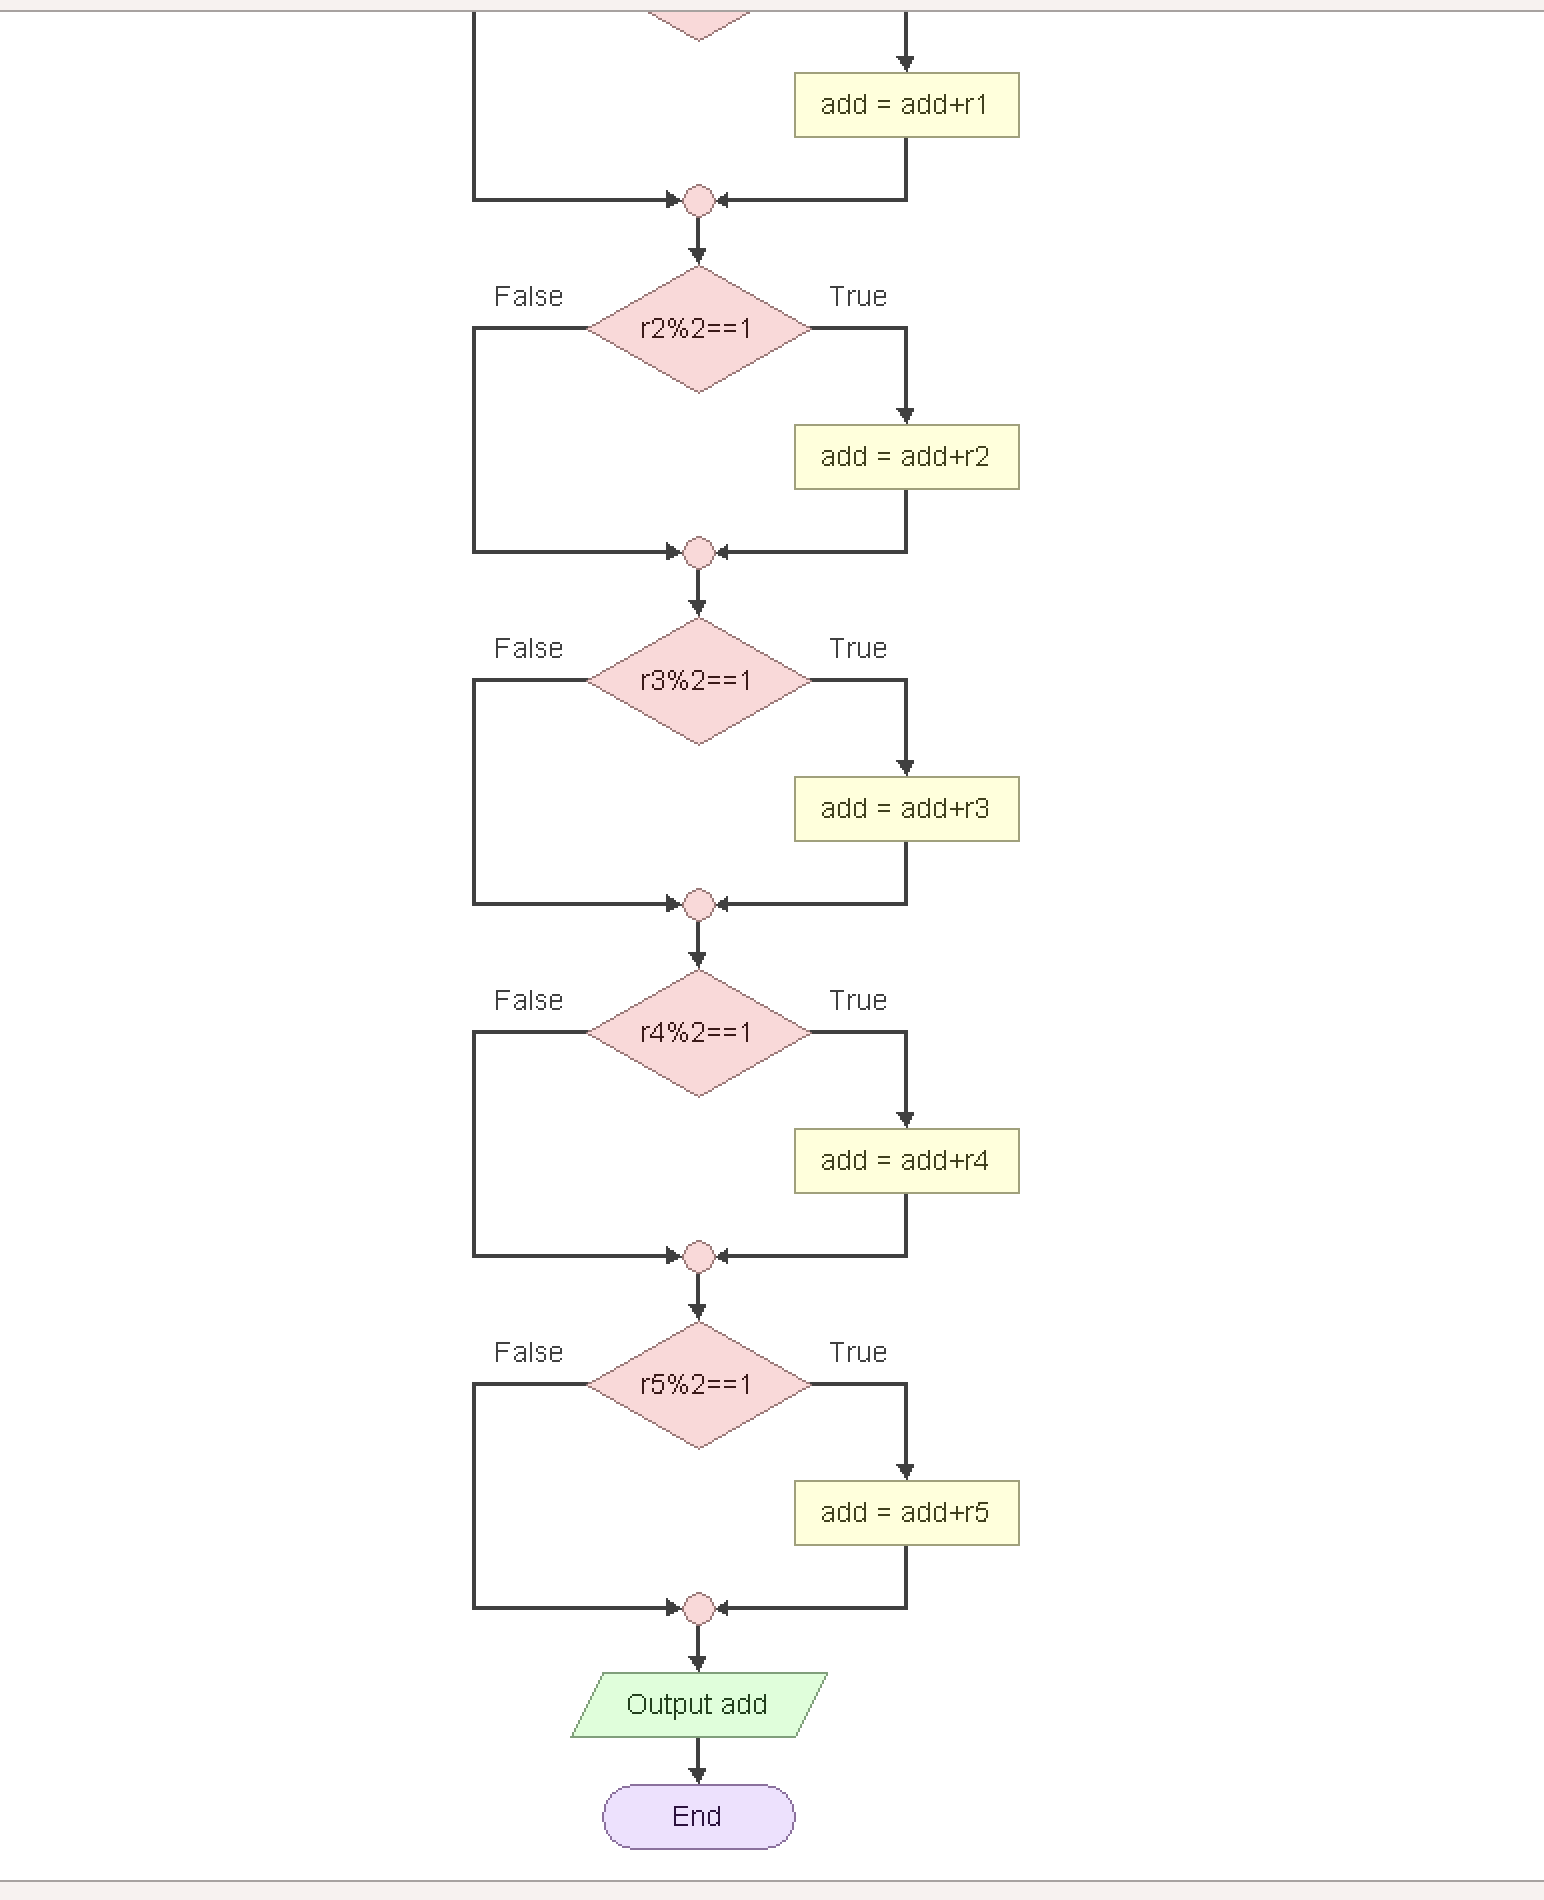 add = add+r1
False
True
r2%2==1
add = add+r2
False
True
r3%2==1
add = add+r3
False
True
r4%2==1
add = add+r4
False
True
r5%2==1
add = add+r5
Output add
End